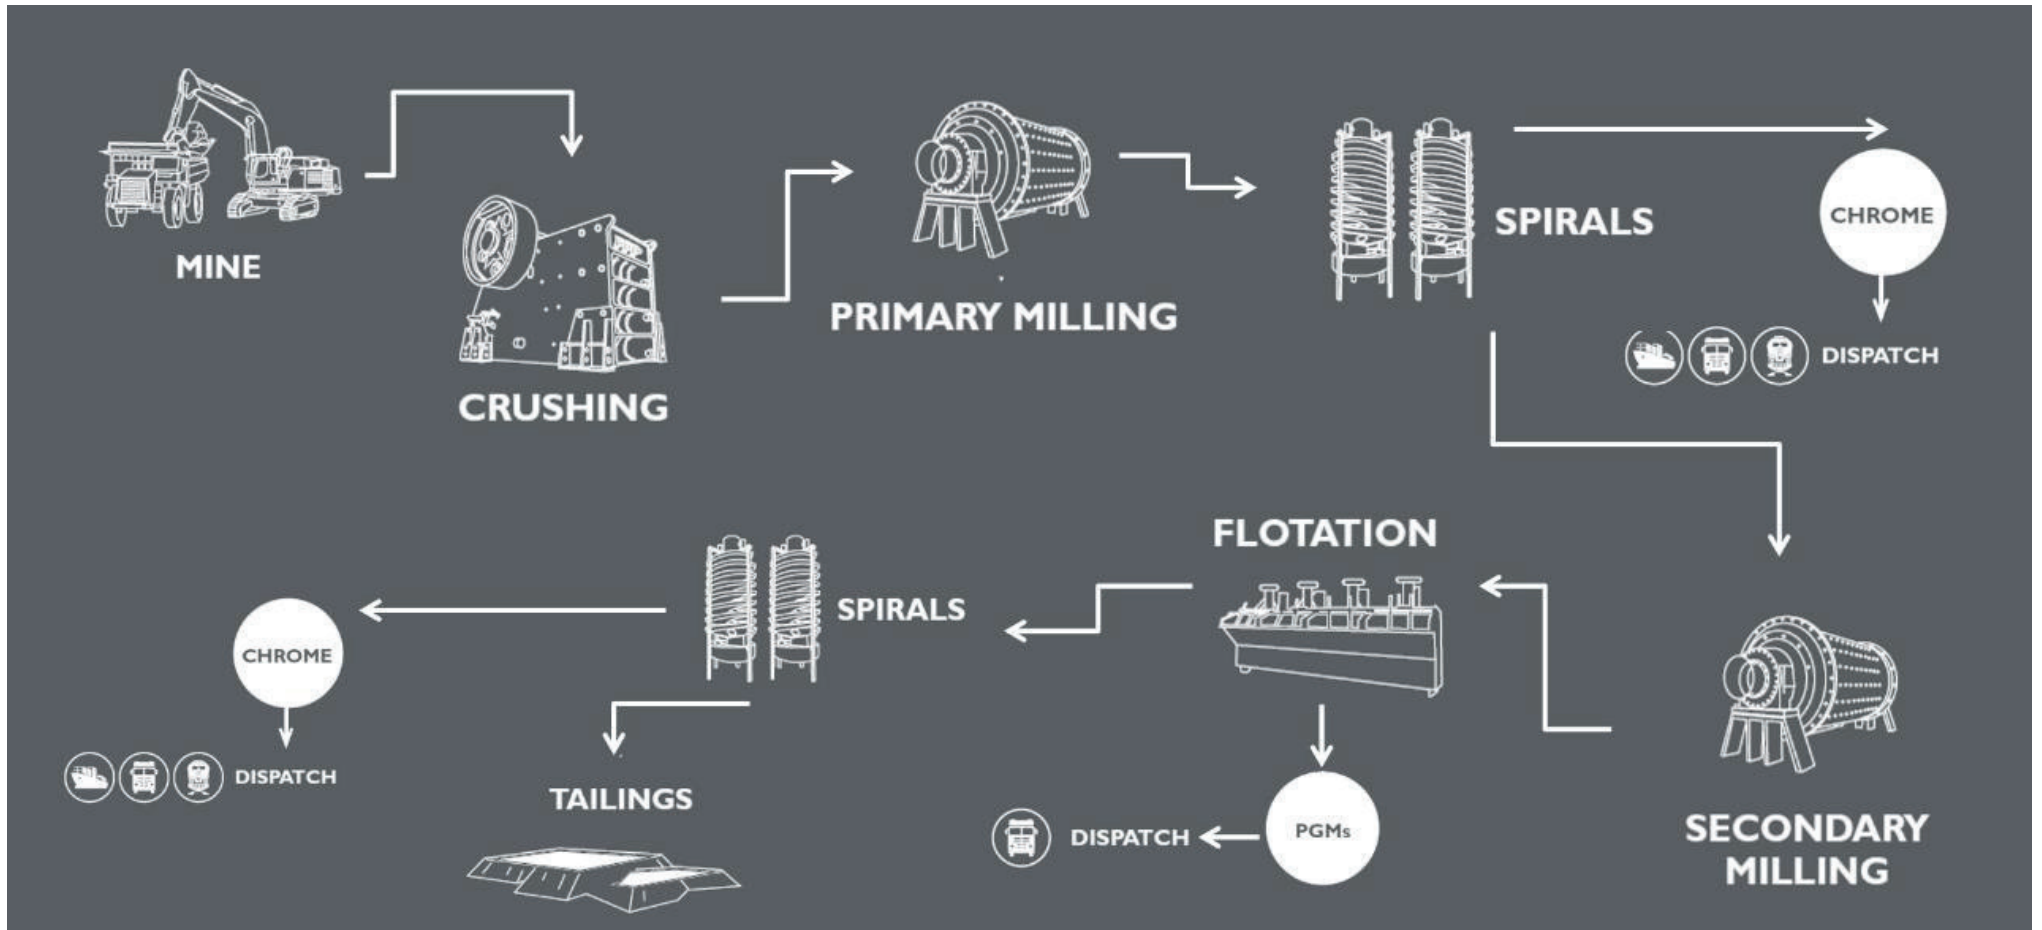 MINE
CRUSHING
PRIMARY MILLING
SPIRALS
CHROME
DISPATCH
SECONDARY
MILLING
FLOTATION
PGMs
DISPATCH
SPIRALS
CHROME
DISPATCH
TAILINGS